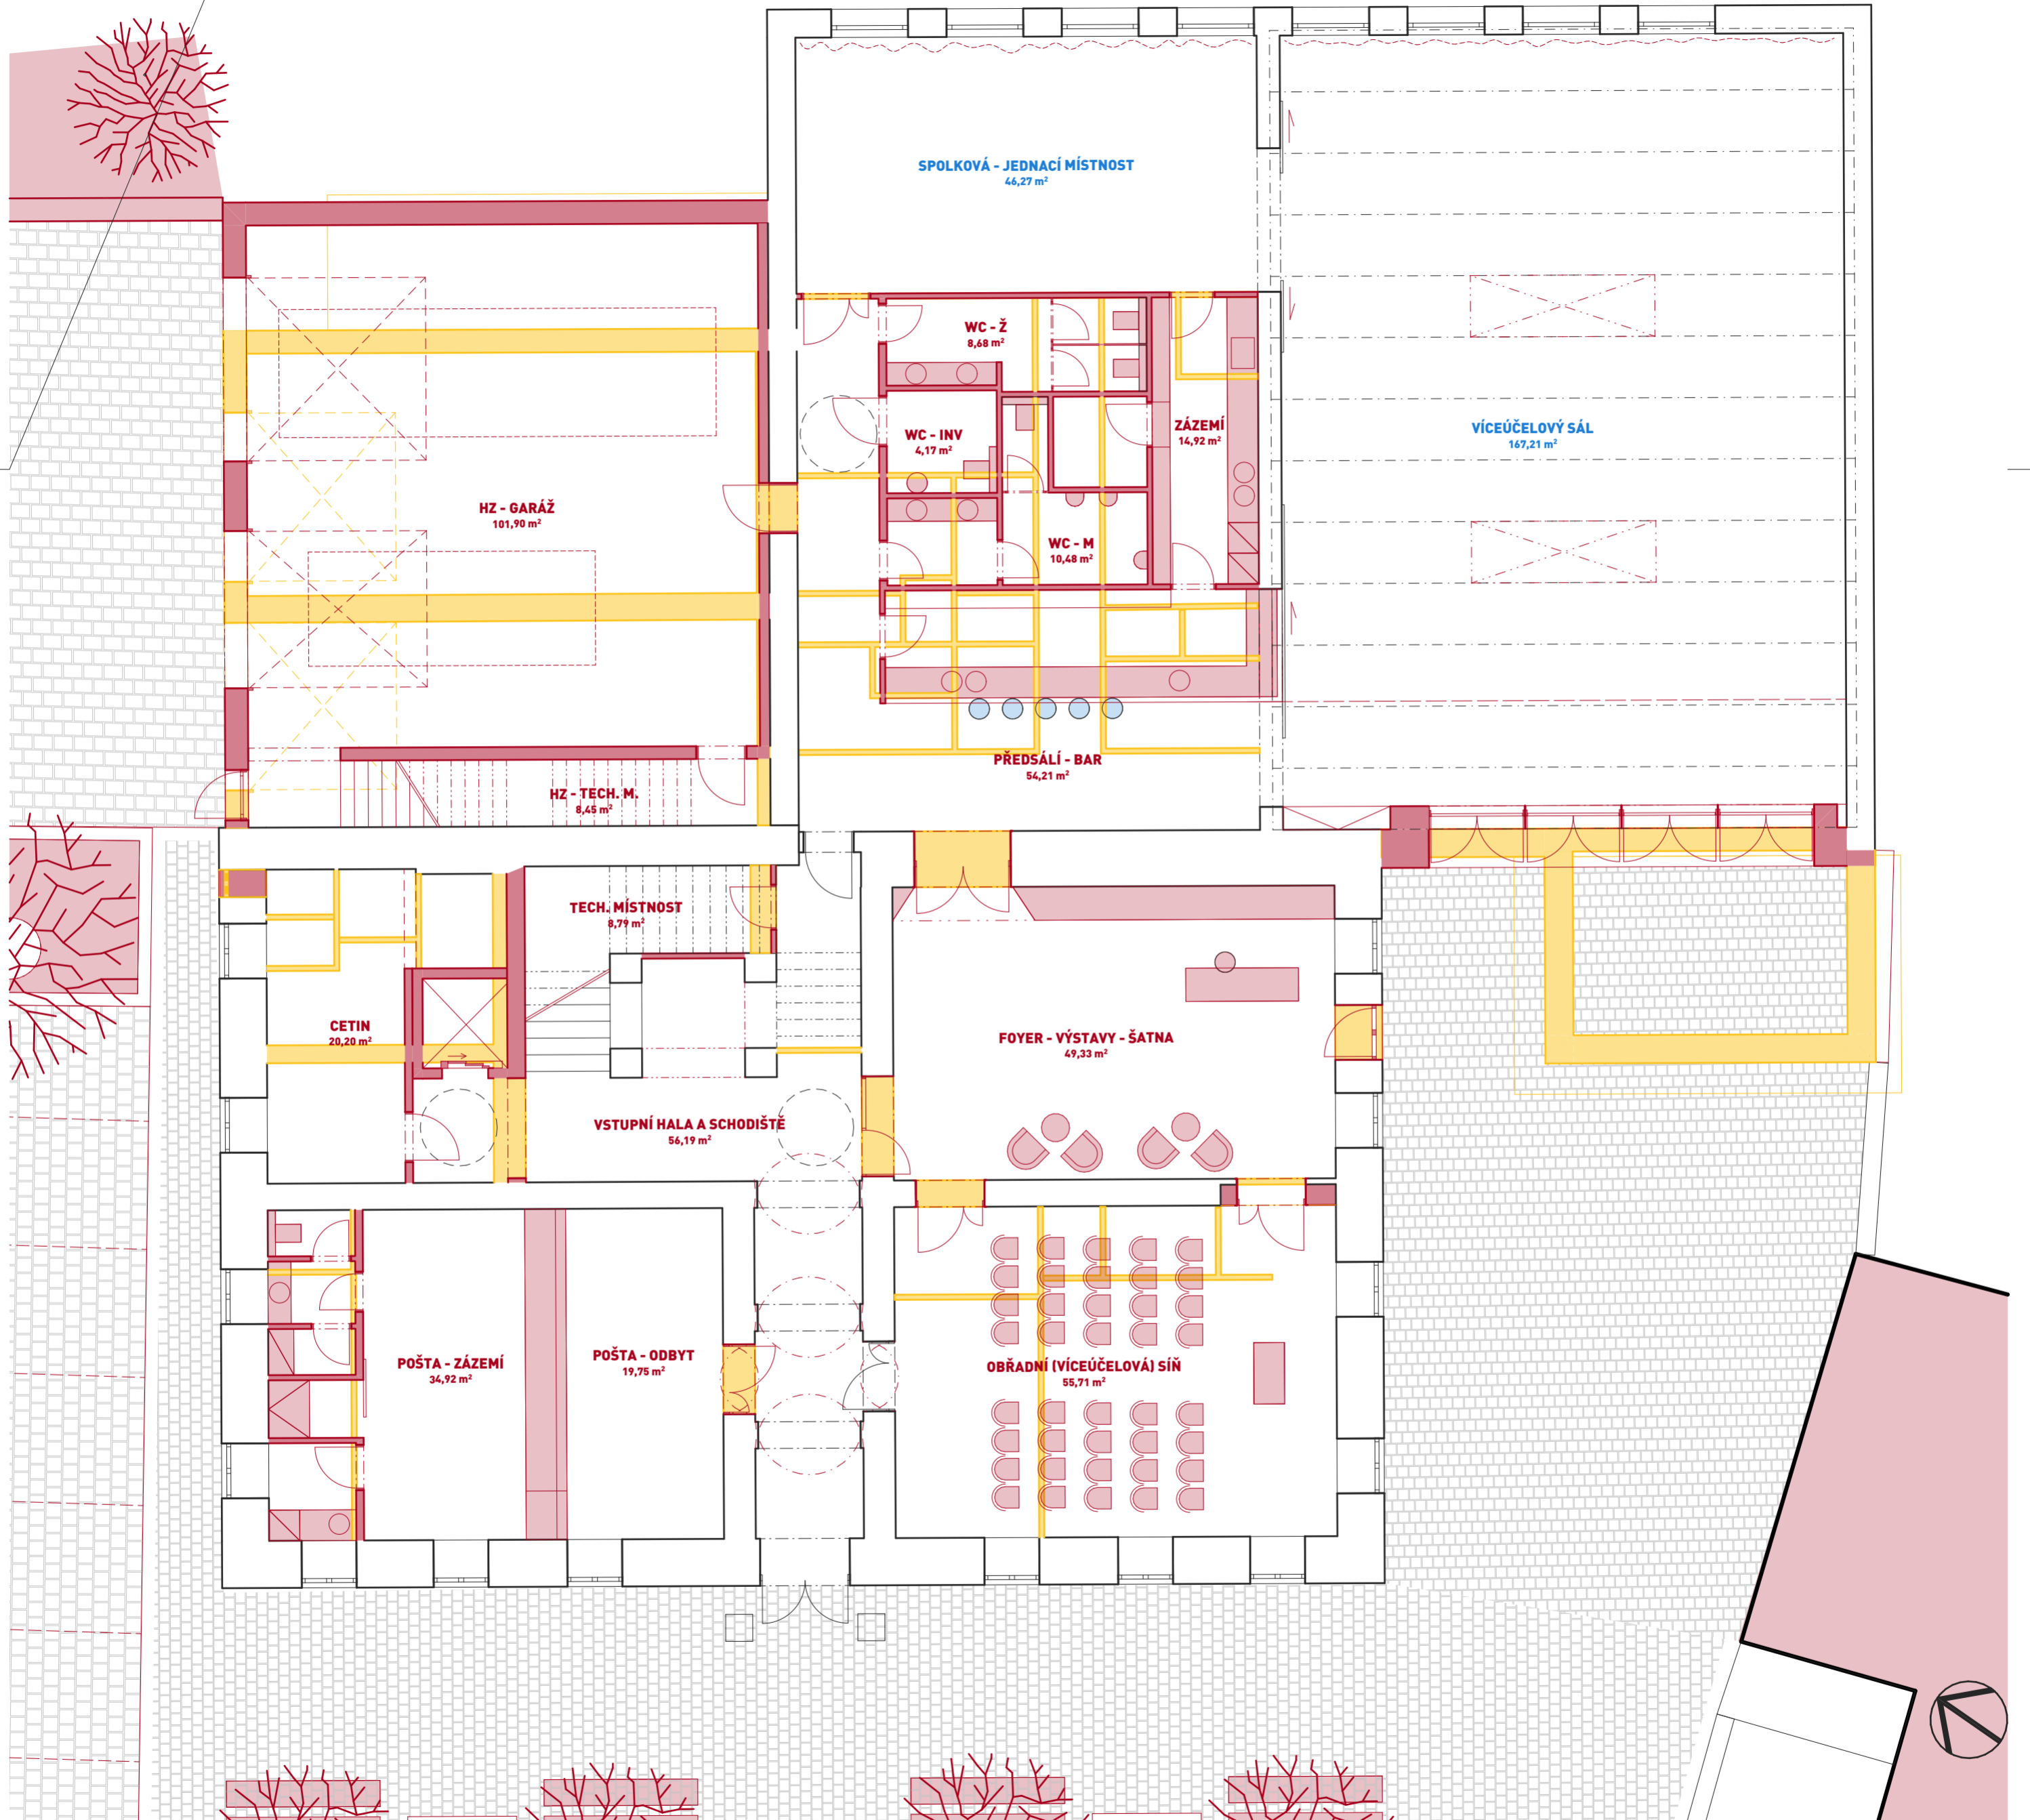 SPOLKOVÁ - JEDNACÍ MÍSTNOST
46,27 m²
WC - Ž
8,68 m²
WC - INV
4,17 m²
ZÁZEMÍ
14,92 m²
VÍCEÚČELOVÝ SÁL
167,21 m²
HZ - GARÁŽ
101,90 m²
WC - M
10,48 m²
PŘEDSÁLÍ - BAR
54,21 m²
HZ - TECH. M.
8,45 m²
TECH. MÍSTNOST
8,79 m²
CETIN
20,20 m²
FOYER - VÝSTAVY - ŠATNA
49,33 m²
VSTUPNÍ HALA A SCHODIŠTĚ
56,19 m²
POŠTA - ZÁZEMÍ
34,92 m²
POŠTA - ODBYT
19,75 m²
OBŘADNÍ (VÍCEÚČELOVÁ) SÍŇ
55,71 m²